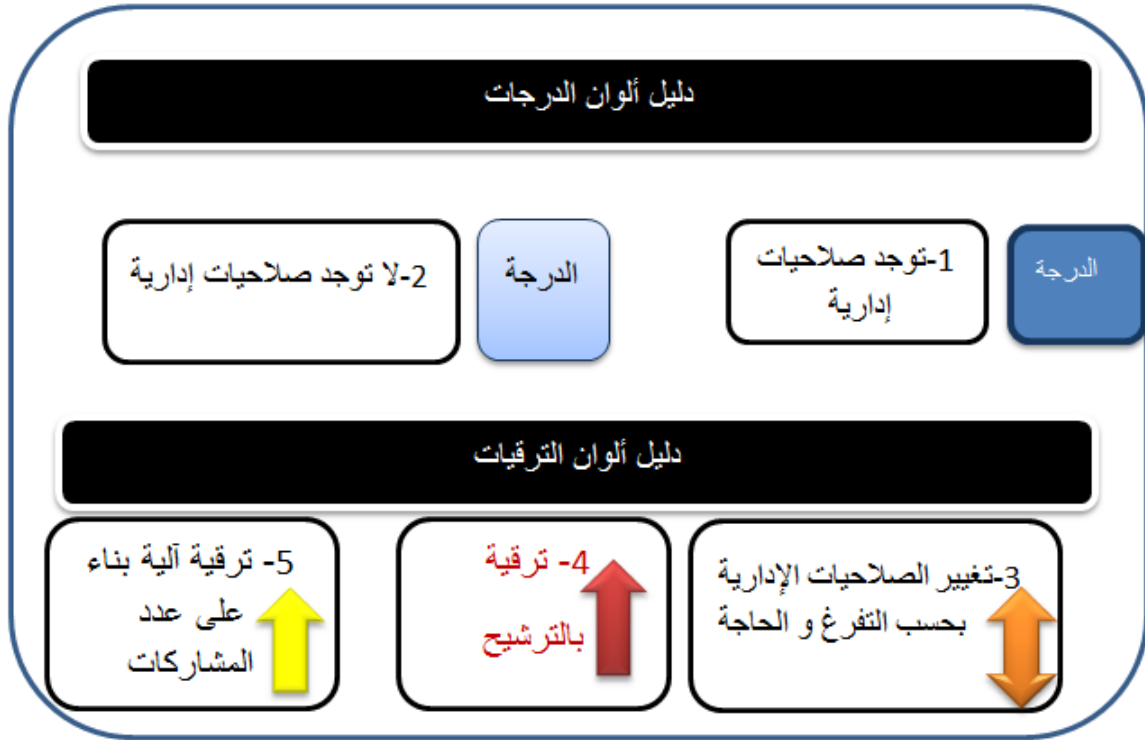 دليل ألوان الدرجات
الدرجة
1-توجد صلاحيات
إدارية
الدرجة
2-لا توجد صلاحيات إدارية
دليل ألوان الترقيات
3-تغيير الصلاحيات الإدارية
بحسب التفرغ و الحاجة
4- ترقية
بالترشيح
5- ترقية آلية بناء
على عدد
المشاركات